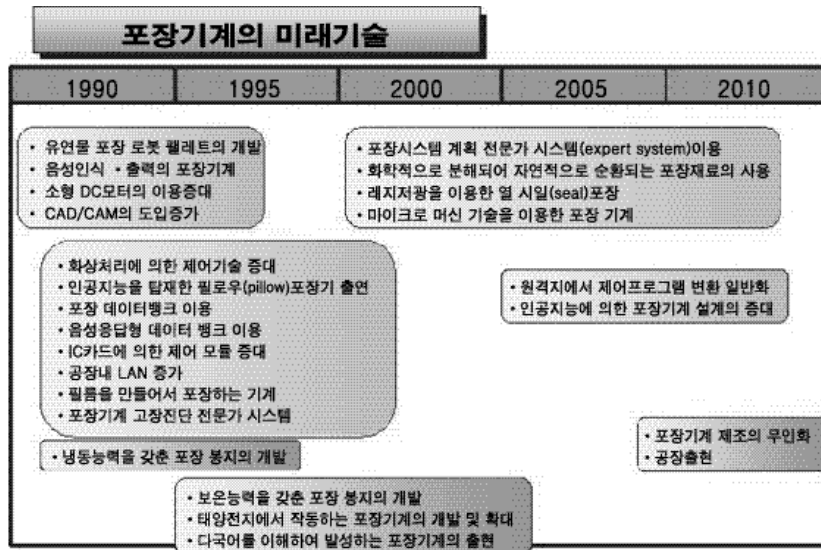 포장기계의 미래기술
1990 1995 2000 2005 2010
• 유연물 포장 로봇 팰레트의 개발
• 음성인식 • 출력의 포장기계
• 소형 DC모터의 이용증대
• CAD/CAM의 도입증가
• 포장시스템 계획 전문가 시스템(expert system)이용
• 화학적으로 분해되어 자연적으로 순환되는 포장재료의 사용
• 레지저광을 이용한 열 시일(seal)포장
• 마이크로 머신 기술을 이용한 포장 기계
• 화상처리에 의한 제어기술 증대
• 인공지능을 탑재한 필로우(pillow)포장기 출연
• 포장 데이터뱅크 이용
• 음성응답형 데이터 뱅크 이용
• IC카드에 의한 제어 모듈 증대
• 공장내 LAN 증가
• 필름을 만들어서 포장하는 기계
• 포장기계 고장진단 전문가 시스템
• 원격지에서 제어프로그램 변환 일반화
• 인공지능에 의한 포장기계 설계의 증대
• 냉동능력을 갖춘 포장 봉지의 개발
• 포장기계 제조의 무인화
• 공장출현
• 보온능력을 갖춘 포장 봉지의 개발
• 태양전지에서 작동하는 포장기계의 개발 및 확대
• 다국어를 이해하여 발성하는 포장기계의 출현